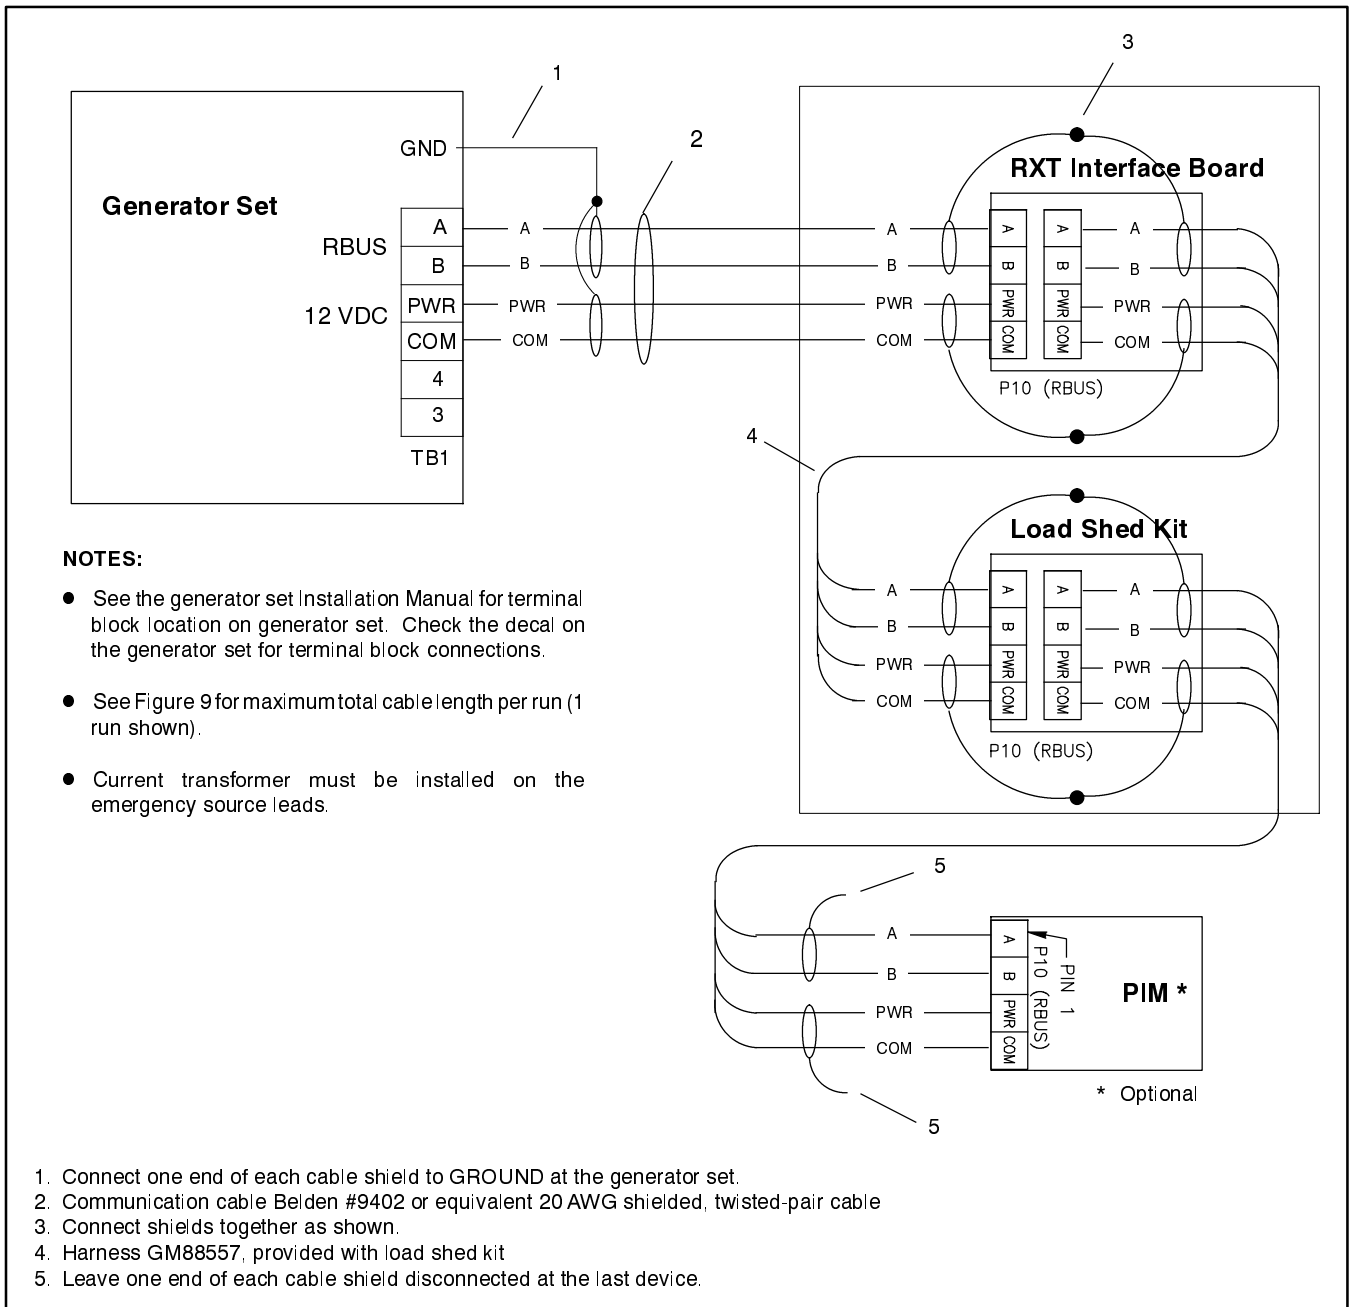 1
3
2
GND
Generator Set
RXT Interface Board
RBUS
A
B
12 VDC
PWR
COM
4
3
TB1
A
B
PWR
COM
A
B
PWR
COM
A
B
PWR
COM
A
B
PWR
COM
A
B
PWR
COM
P10 (RBUS)
4
Load Shed Kit
A
B
PWR
COM
A
B
PWR
COM
A
B
PWR
COM
A
B
PWR
COM
P10 (RBUS)
NOTES:
● See the generator set Installation Manual for terminal
block location on generator set. Check the decal on
the generator set for terminal block connections.
● See Figure 9 for maximum total cable length per run (1
run shown).
● Current transformer must be installed on the
emergency source leads.
5
A
B
PWR
COM
A
B
PWR
COM
P10 (RBUS)
PIN 1
PIM *
* Optional
5
1. Connect one end of each cable shield to GROUND at the generator set.
2. Communication cable Belden #9402 or equivalent 20 AWG shielded, twisted-pair cable
3. Connect shields together as shown.
4. Harness GM88557, provided with load shed kit
5. Leave one end of each cable shield disconnected at the last device.